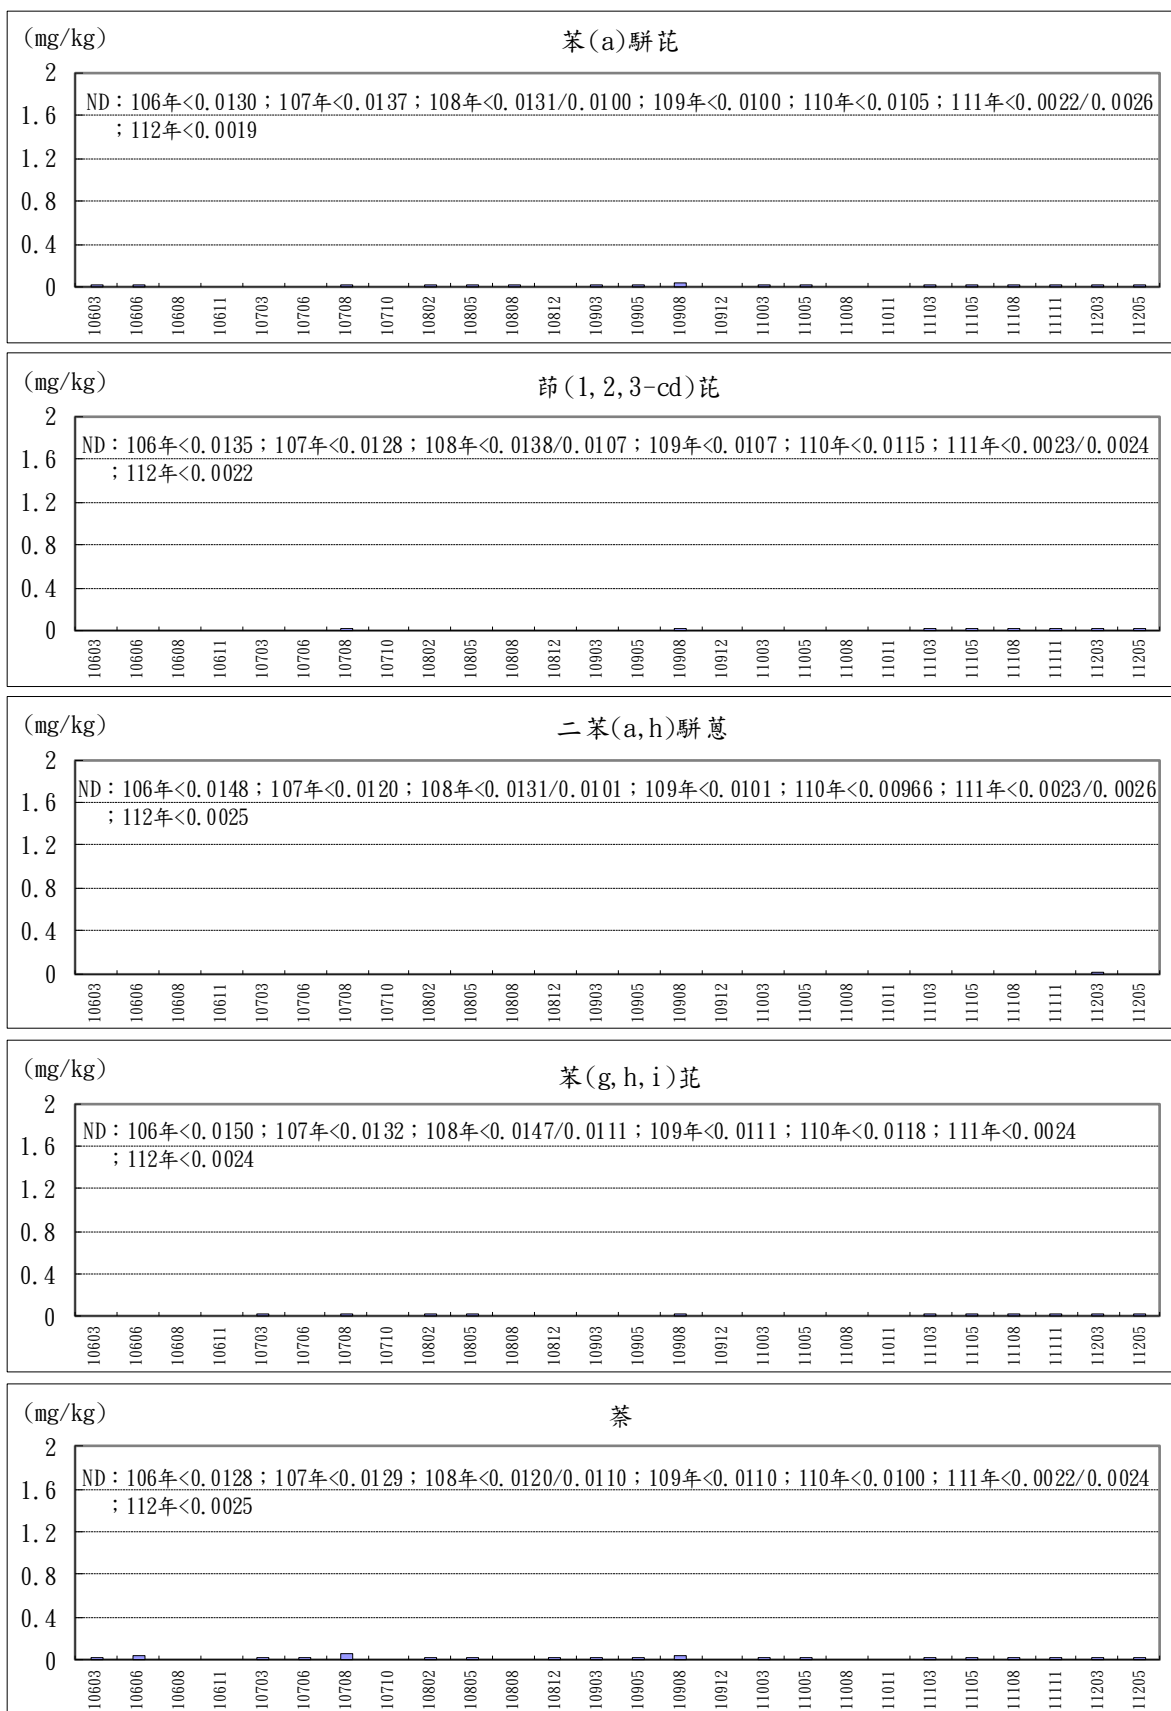 (mg/kg)
苯(a)駢芘
2
ND：106年<0.0130；107年<0.0137；108年<0.0131/0.0100；109年<0.0100；110年<0.0105；111年<0.0022/0.0026
；112年<0.0019
1.6
1.2
0.8
0.4
0
10603 10606 10608 10611 10703 10706 10708 10710 10802 10805 10808 10812 10903 10905 10908 10912 11003 11005 11008 11011 11103 11105 11108 11111 11203 11205
(mg/kg)
茚(1,2,3-cd)芘
2
ND：106年<0.0135；107年<0.0128；108年<0.0138/0.0107；109年<0.0107；110年<0.0115；111年<0.0023/0.0024
；112年<0.0022
1.6
1.2
0.8
0.4
0
10603 10606 10608 10611 10703 10706 10708 10710 10802 10805 10808 10812 10903 10905 10908 10912 11003 11005 11008 11011 11103 11105 11108 11111 11203 11205
(mg/kg)
二苯(a,h)駢蒽
2
ND：106年<0.0148；107年<0.0120；108年<0.0131/0.0101；109年<0.0101；110年<0.00966；111年<0.0023/0.0026
；112年<0.0025
1.6
1.2
0.8
0.4
0
10603 10606 10608 10611 10703 10706 10708 10710 10802 10805 10808 10812 10903 10905 10908 10912 11003 11005 11008 11011 11103 11105 11108 11111 11203 11205
(mg/kg)
苯(g,h,i)苝
2
ND：106年<0.0150；107年<0.0132；108年<0.0147/0.0111；109年<0.0111；110年<0.0118；111年<0.0024
；112年<0.0024
1.6
1.2
0.8
0.4
0
10603 10606 10608 10611 10703 10706 10708 10710 10802 10805 10808 10812 10903 10905 10908 10912 11003 11005 11008 11011 11103 11105 11108 11111 11203 11205
(mg/kg)
萘
2
ND：106年<0.0128；107年<0.0129；108年<0.0120/0.0110；109年<0.0110；110年<0.0100；111年<0.0022/0.0024
；112年<0.0025
1.6
1.2
0.8
0.4
0
10603 10606 10608 10611 10703 10706 10708 10710 10802 10805 10808 10812 10903 10905 10908 10912 11003 11005 11008 11011 11103 11105 11108 11111 11203 11205